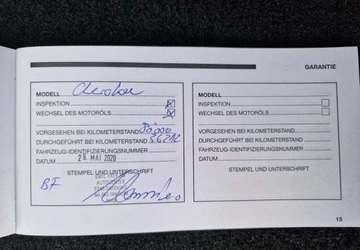 GARANTIE
MODELL
INSPEKTION
WECHSEL DES MOTORÖLS
VORGESEHEN BEI KILOMETERSTAND
DURCHGEFÜHRT BEI KILOMETERSTAND
FAHRZEUG-IDENTIFIZIERUNGSNUMMER
DATUM 28. MAI 2020
STEMPEL UND UNTERSCHRIFT
BF
MODELL
INSPEKTION
WECHSEL DES MOTORÖLS
VORGESEHEN BEI KILOMETERSTAND
DURCHGEFÜHRT BEI KILOMETERSTAND
FAHRZEUG-IDENTIFIZIERUNGSNUMMER
DATUM
STEMPEL UND UNTERSCHRIFT
15